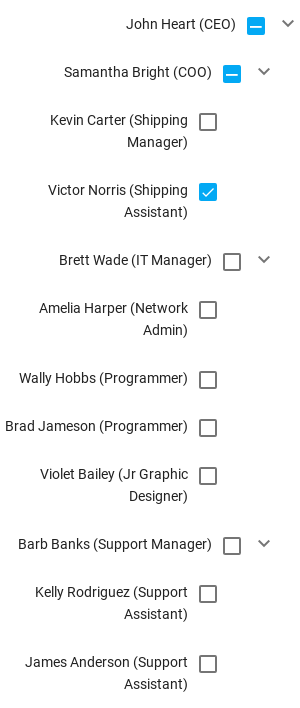 John Heart (CEO)
Samantha Bright (COO)
Kevin Carter (Shipping
Manager)
Victor Norris (Shipping
Assistant)
Brett Wade (IT Manager)
Amelia Harper (Network
Admin)
Wally Hobbs (Programmer)
Brad Jameson (Programmer)
Violet Bailey (Jr Graphic
Designer)
Barb Banks (Support Manager)
Kelly Rodriguez (Support
Assistant)
James Anderson (Support
Assistant)